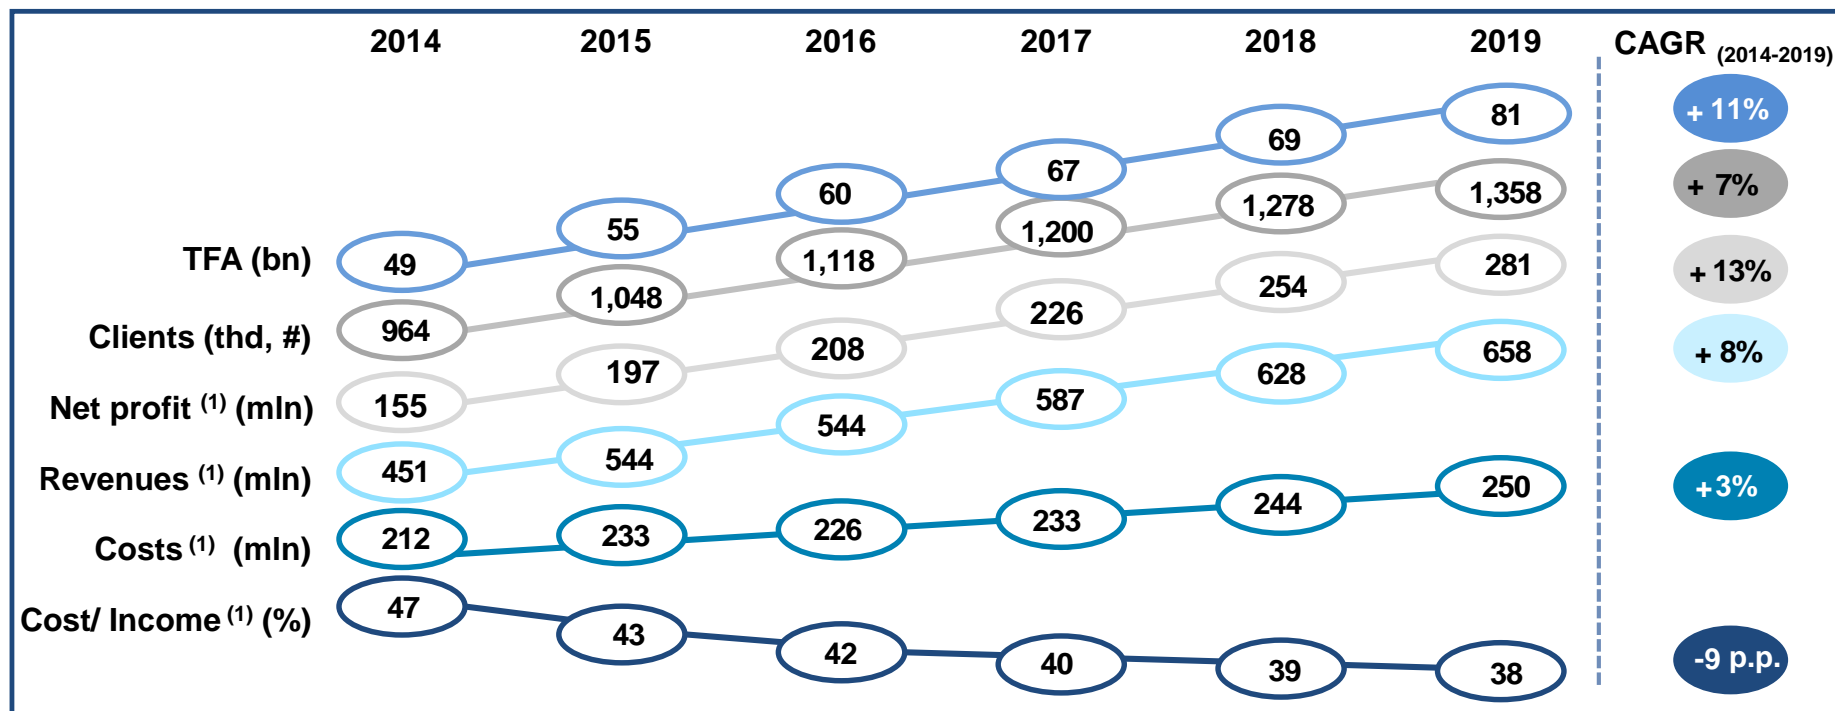 2014 2015 2016 2017 2018 2019 CAGR (2014-2019)
TFA (bn) 49 55 60 67 69 81 + 11%
Clients (thd, #) 964 1,048 1,118 1,200 1,278 1,358 + 7%
Net profit (1) (mln) 155 197 208 226 254 281 + 13%
Revenues (1) (mln) 451 544 544 587 628 658 + 8%
Costs (1) (mln) 212 233 226 233 244 250 +3%
Cost/ Income (1) (%) 47 43 42 40 39 38 -9 p.p.